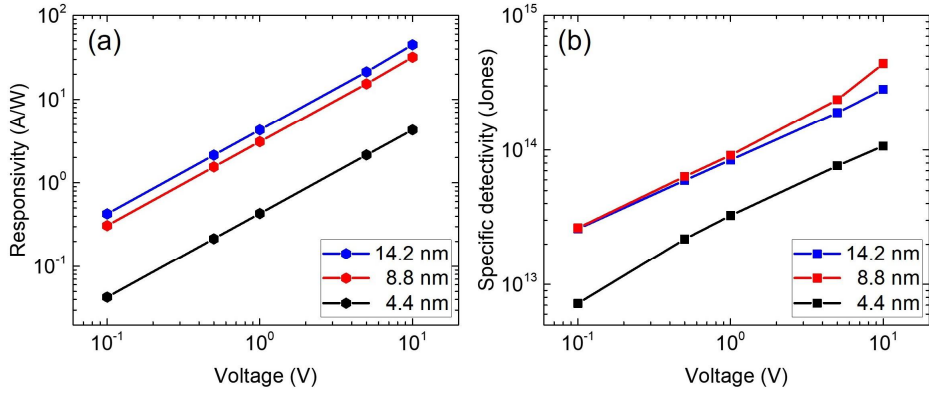 (a)
Responsivity (A/W)
10²
10¹
10⁰
10⁻¹
14.2 nm
8.8 nm
4.4 nm
10⁻¹ 10⁰ 10¹
Voltage (V)
(b)
Specific detectivity (Jones)
10¹⁵
10¹⁴
10¹³
14.2 nm
8.8 nm
4.4 nm
10⁻¹ 10⁰ 10¹
Voltage (V)